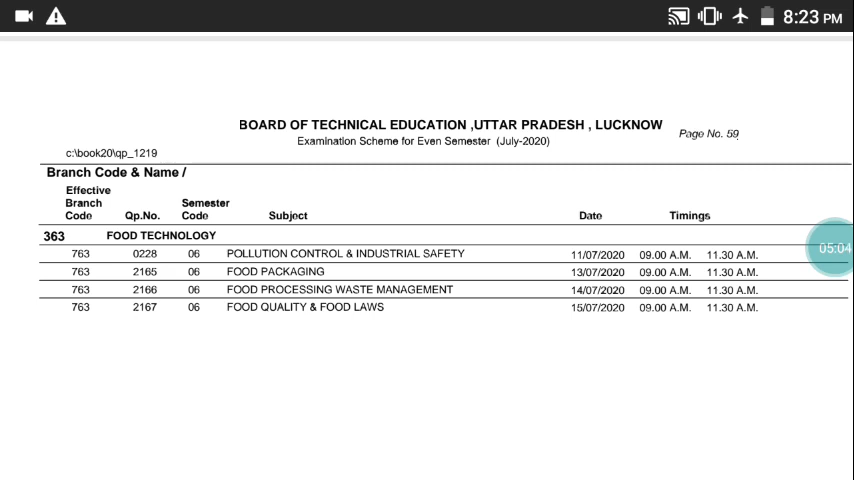 8:23 PM
BOARD OF TECHNICAL EDUCATION ,UTTAR PRADESH , LUCKNOW
Page No. 59
Examination Scheme for Even Semester (July-2020)
c:\book20\qp_1219
Branch Code & Name /
Effective Branch Code Qp.No. Semester Code Subject Date Timings
363 FOOD TECHNOLOGY
763 0228 06 POLLUTION CONTROL & INDUSTRIAL SAFETY 11/07/2020 09.00 A.M. 11.30 A.M.
763 2165 06 FOOD PACKAGING 13/07/2020 09.00 A.M. 11.30 A.M.
763 2166 06 FOOD PROCESSING WASTE MANAGEMENT 14/07/2020 09.00 A.M. 11.30 A.M.
763 2167 06 FOOD QUALITY & FOOD LAWS 15/07/2020 09.00 A.M. 11.30 A.M.
05:04